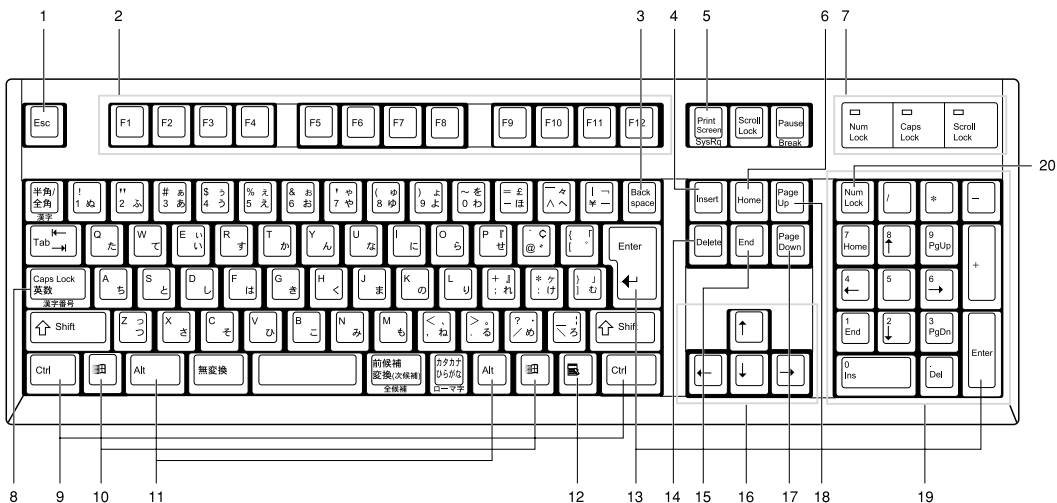 1 2 3 4 5 6 7
Esc F1 F2 F3 F4 F5 F6 F7 F8 F9 F10 F11 F12
Print Screen SysRq
Scroll Lock
Pause Break
Num Lock
Caps Lock
Scroll Lock
20
半角/全角 漢字
! 1 ぬ
" 2 ふ
# ぁ 3 あ
$ ぅ 4 う
% ぇ 5 え
& ぉ 6 お
' ゃ 7 や
( ゅ 8 ゆ
) ょ 9 よ
~ を 0 わ
= £ - ほ
¯ 々 ^ へ
| ¬ ¥ ー
Back space
Insert Home Page Up
Num Lock / * -
Tab
Q た
W て
E ぃ い
R す
T か
Y ん
U な
I に
O ら
P 『 せ
` Ç @ ゛
{ 「 [ ゜
Enter ↵
Delete End Page Down
7 Home
8 ↑
9 PgUp
+
Caps Lock 英数 漢字番号
A ち
S と
D し
F は
G き
H く
J ま
K の
L り
+ 』 ; れ
* ヶ : け
} 」 ] む
4 ←
5
6 →
⇧ Shift
Z っ つ
X さ
C そ
V ひ
B こ
N み
M も
< 、 , ね
> 。 . る
? ・ / め
_ ¦ \ ろ
⇧ Shift
↑
1 End
2 ↓
3 PgDn
Enter
Ctrl
Alt
無変換
前候補 変換(次候補) 全候補
カタカナ ひらがな ローマ字
Alt
Ctrl
← ↓ →
0 Ins
. Del
8 9 10 11 12 13 14 15 16 17 18 19